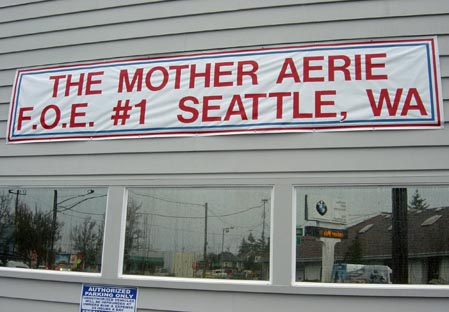 THE MOTHER AERIE
F.O.E. #1 SEATTLE, WA
AUTHORIZED
PARKING ONLY